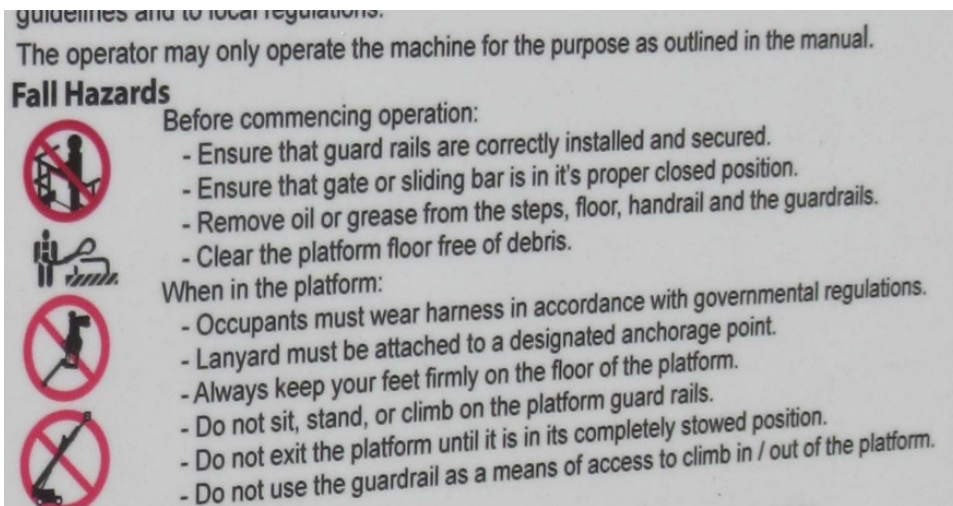 guidelines and to local regulations.
The operator may only operate the machine for the purpose as outlined in the manual.
Fall Hazards
Before commencing operation:
- Ensure that guard rails are correctly installed and secured.
- Ensure that gate or sliding bar is in it's proper closed position.
- Remove oil or grease from the steps, floor, handrail and the guardrails.
- Clear the platform floor free of debris.
When in the platform:
- Occupants must wear harness in accordance with governmental regulations.
- Lanyard must be attached to a designated anchorage point.
- Always keep your feet firmly on the floor of the platform.
- Do not sit, stand, or climb on the platform guard rails.
- Do not exit the platform until it is in its completely stowed position.
- Do not use the guardrail as a means of access to climb in / out of the platform.